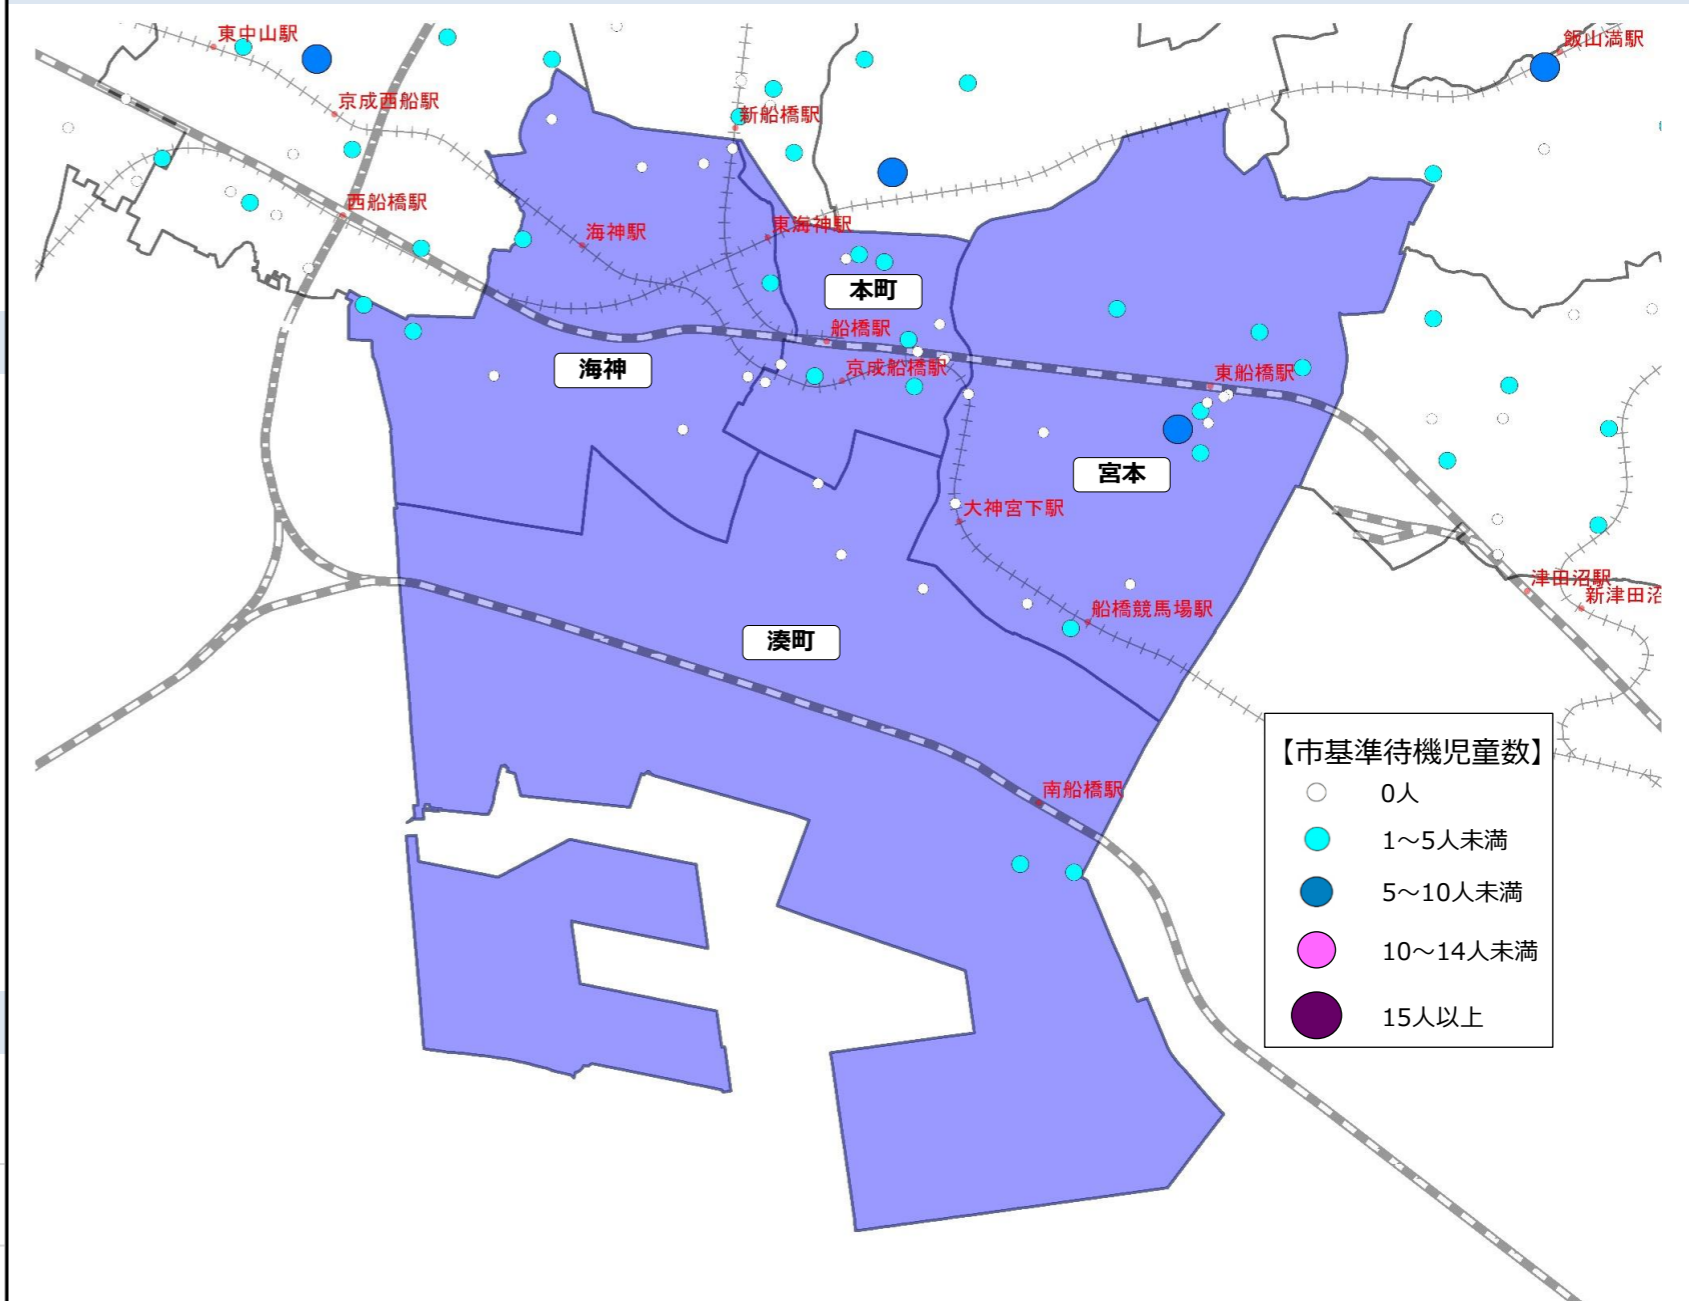 東中山駅
飯山満駅
京成西船駅
新船橋駅
西船橋駅
海神駅
東海神駅
本町
船橋駅
海神
京成船橋駅
東船橋駅
宮本
大神宮下駅
津田沼駅
新津田沼
船橋競馬場駅
湊町
南船橋駅
【市基準待機児童数】
0人
1～5人未満
5～10人未満
10～14人未満
15人以上